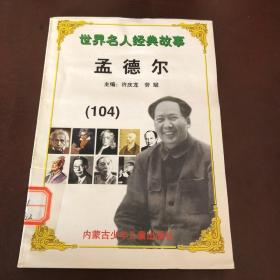 世界名人经典故事
孟德尔
主编：许庆龙 劳斌
(104)
内蒙古少年儿童出版社